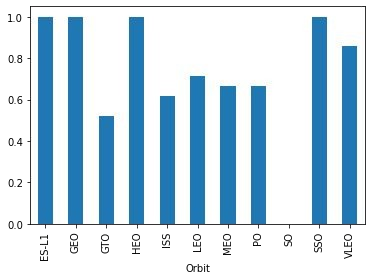 1.0
0.8
0.6
0.4
0.2
0.0
ES-L1
GEO
GTO
HEO
ISS
LEO
MEO
PO
SO
SSO
VLEO
Orbit